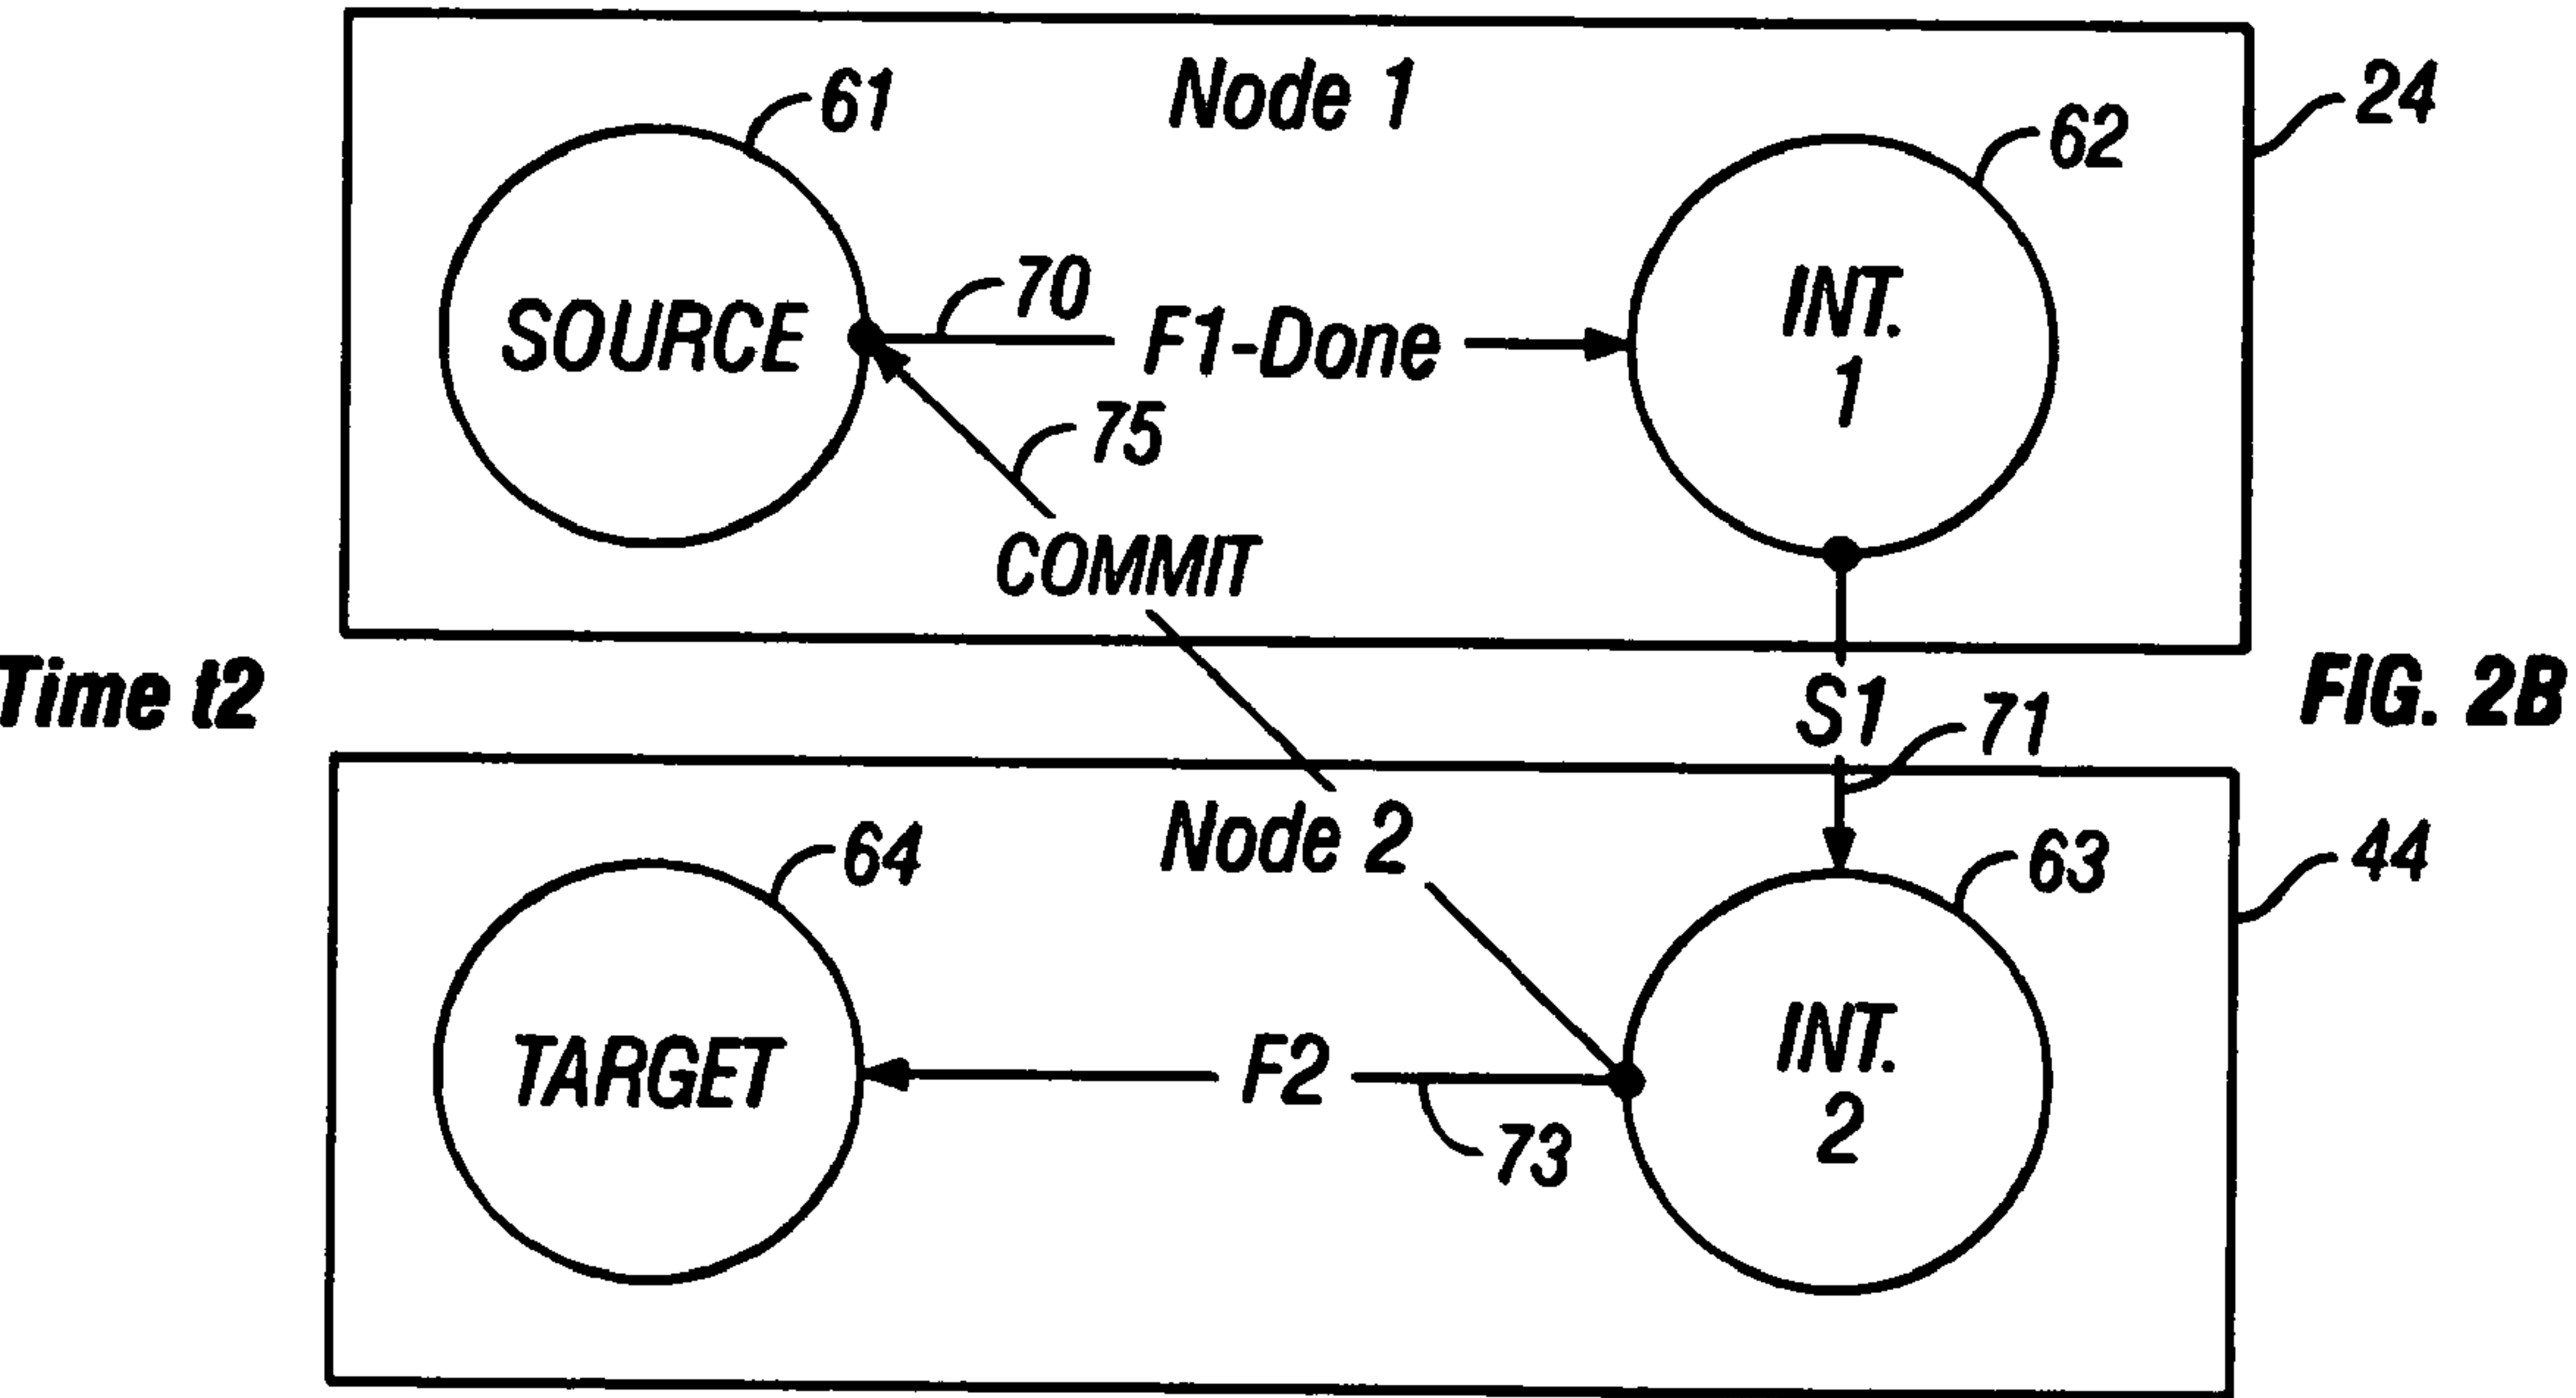 Node 1
61
24
62
70
SOURCE
F1-Done
INT.
1
75
COMMIT
Time t2
S1
71
FIG. 2B
Node 2
64
63
44
TARGET
F2
INT.
2
73